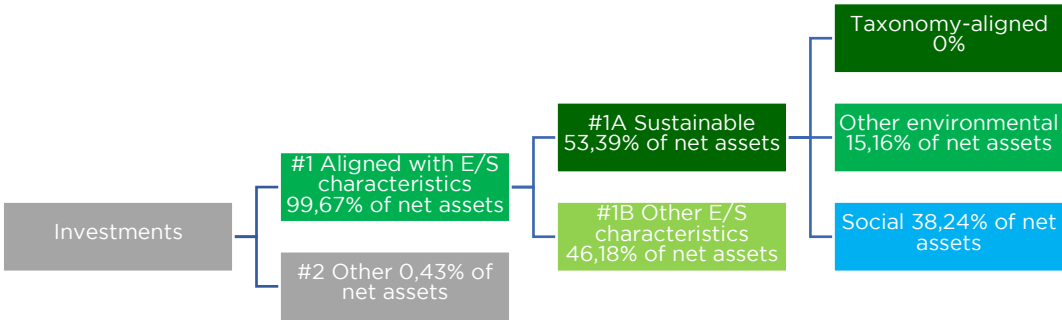 Investments
#1 Aligned with E/S
characteristics
99,67% of net assets
#2 Other 0,43% of
net assets
#1A Sustainable
53,39% of net assets
#1B Other E/S
characteristics
46,18% of net assets
Taxonomy-aligned
0%
Other environmental
15,16% of net assets
Social 38,24% of net
assets